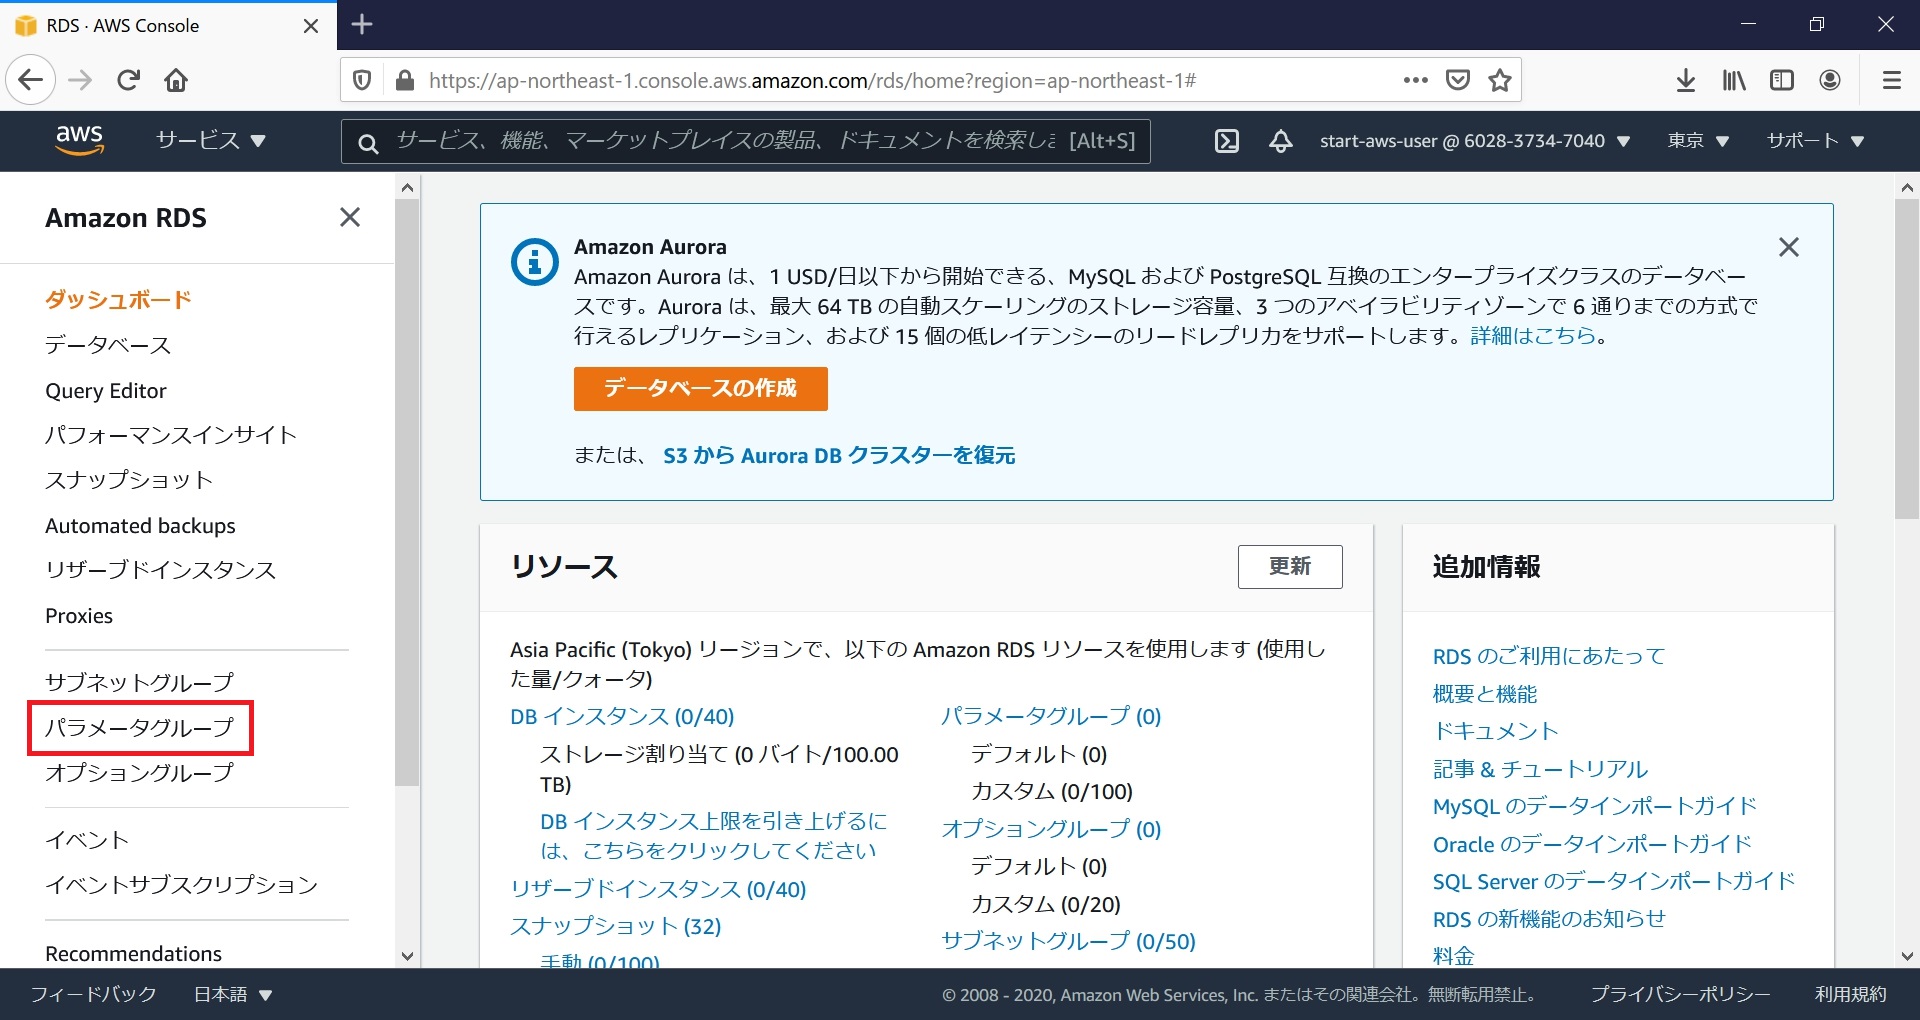 RDS · AWS Console
https://ap-northeast-1.console.aws.amazon.com/rds/home?region=ap-northeast-1#
aws
サービス
サービス、機能、マーケットプレイスの製品、ドキュメントを検索しま [Alt+S]
start-aws-user @ 6028-3734-7040
東京
サポート
Amazon RDS
ダッシュボード
データベース
Query Editor
パフォーマンスインサイト
スナップショット
Automated backups
リザーブドインスタンス
Proxies
サブネットグループ
パラメータグループ
オプショングループ
イベント
イベントサブスクリプション
Recommendations
Amazon Aurora
Amazon Aurora は、1 USD/日以下から開始できる、MySQL および PostgreSQL 互換のエンタープライズクラスのデータベー
スです。Aurora は、最大 64 TB の自動スケーリングのストレージ容量、3 つのアベイラビリティゾーンで 6 通りまでの方式で
行えるレプリケーション、および 15 個の低レイテンシーのリードレプリカをサポートします。詳細はこちら。
データベースの作成
または、 S3 から Aurora DB クラスターを復元
リソース
更新
Asia Pacific (Tokyo) リージョンで、以下の Amazon RDS リソースを使用します (使用し
た量/クォータ)
DB インスタンス (0/40)
ストレージ割り当て (0 バイト/100.00
TB)
DB インスタンス上限を引き上げるに
は、こちらをクリックしてください
リザーブドインスタンス (0/40)
スナップショット (32)
手動 (0/100)
パラメータグループ (0)
デフォルト (0)
カスタム (0/100)
オプショングループ (0)
デフォルト (0)
カスタム (0/20)
サブネットグループ (0/50)
追加情報
RDS のご利用にあたって
概要と機能
ドキュメント
記事 & チュートリアル
MySQL のデータインポートガイド
Oracle のデータインポートガイド
SQL Server のデータインポートガイド
RDS の新機能のお知らせ
料金
フィードバック
日本語
© 2008 - 2020, Amazon Web Services, Inc. またはその関連会社。無断転用禁止。
プライバシーポリシー
利用規約